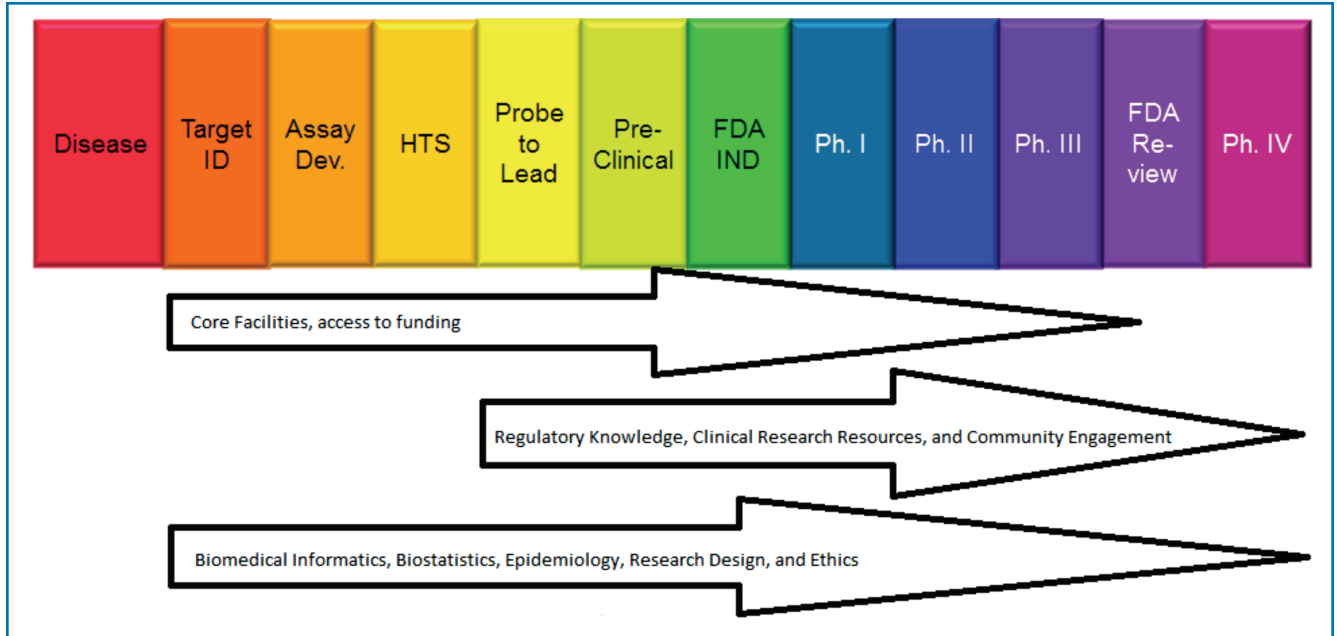 Disease
Target
ID
Assay
Dev.
HTS
Probe
to
Lead
Pre-
Clinical
FDA
IND
Ph. I
Ph. II
Ph. III
FDA
Re-
view
Ph. IV
Core Facilities, access to funding
Regulatory Knowledge, Clinical Research Resources, and Community Engagement
Biomedical Informatics, Biostatistics, Epidemiology, Research Design, and Ethics